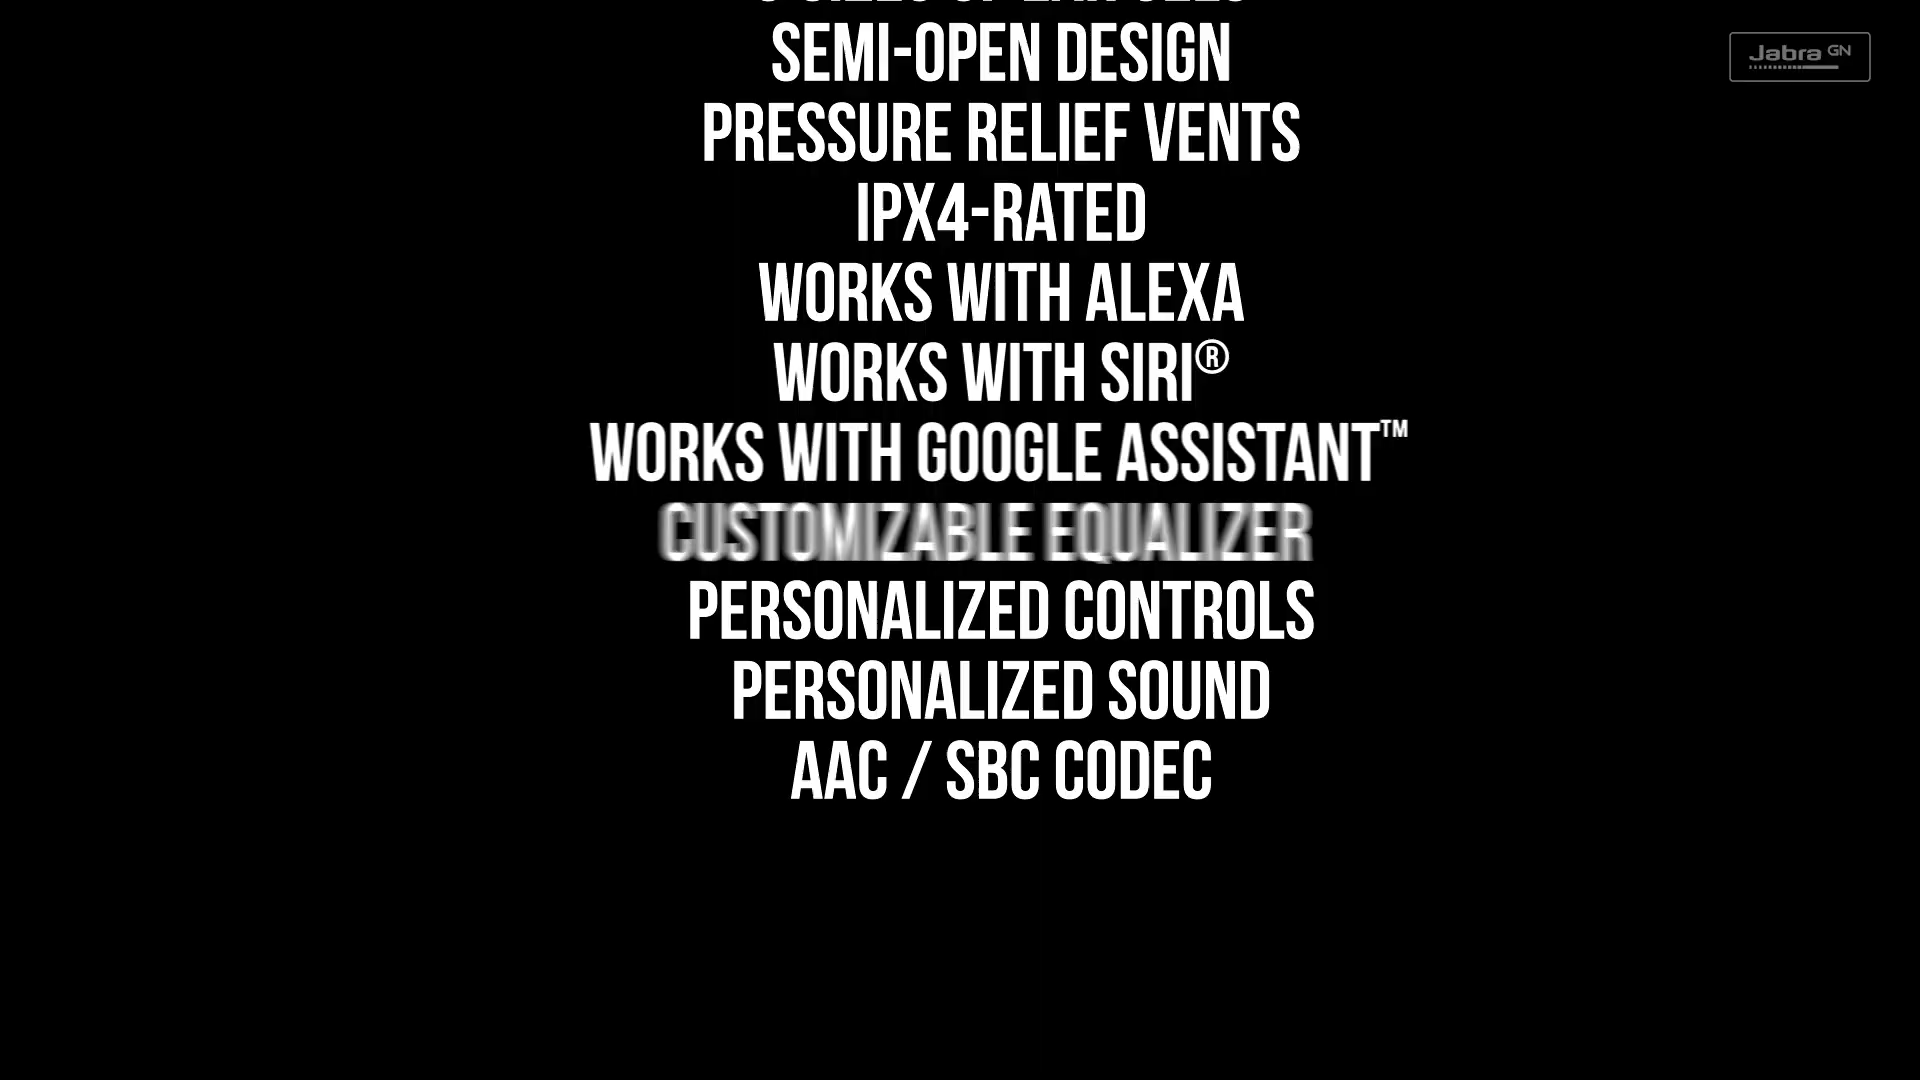 SEMI-OPEN DESIGN
PRESSURE RELIEF VENTS
IPX4-RATED
WORKS WITH ALEXA
WORKS WITH SIRI®
WORKS WITH GOOGLE ASSISTANT™
CUSTOMIZABLE EQUALIZER
PERSONALIZED CONTROLS
PERSONALIZED SOUND
AAC / SBC CODEC
Jabra GN